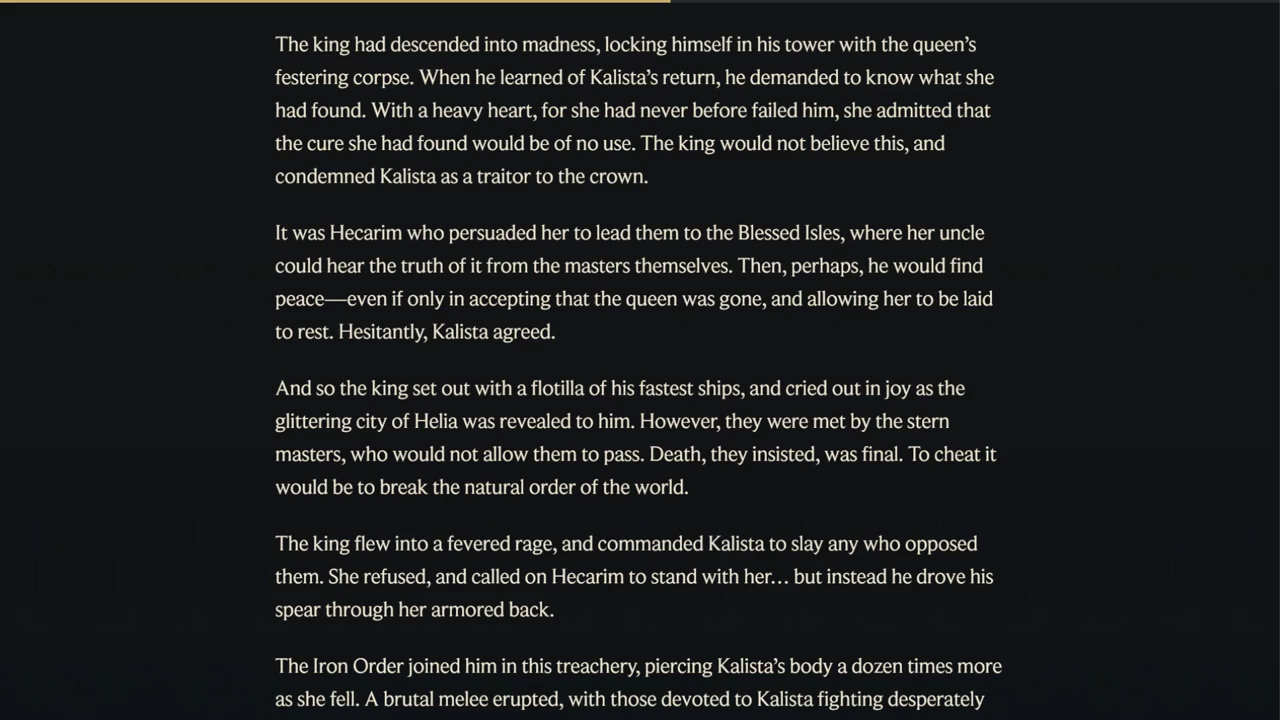 The king had descended into madness, locking himself in his tower with the queen’s
festering corpse. When he learned of Kalista’s return, he demanded to know what she
had found. With a heavy heart, for she had never before failed him, she admitted that
the cure she had found would be of no use. The king would not believe this, and
condemned Kalista as a traitor to the crown.
It was Hecarim who persuaded her to lead them to the Blessed Isles, where her uncle
could hear the truth of it from the masters themselves. Then, perhaps, he would find
peace—even if only in accepting that the queen was gone, and allowing her to be laid
to rest. Hesitantly, Kalista agreed.
And so the king set out with a flotilla of his fastest ships, and cried out in joy as the
glittering city of Helia was revealed to him. However, they were met by the stern
masters, who would not allow them to pass. Death, they insisted, was final. To cheat it
would be to break the natural order of the world.
The king flew into a fevered rage, and commanded Kalista to slay any who opposed
them. She refused, and called on Hecarim to stand with her… but instead he drove his
spear through her armored back.
The Iron Order joined him in this treachery, piercing Kalista’s body a dozen times more
as she fell. A brutal melee erupted, with those devoted to Kalista fighting desperately